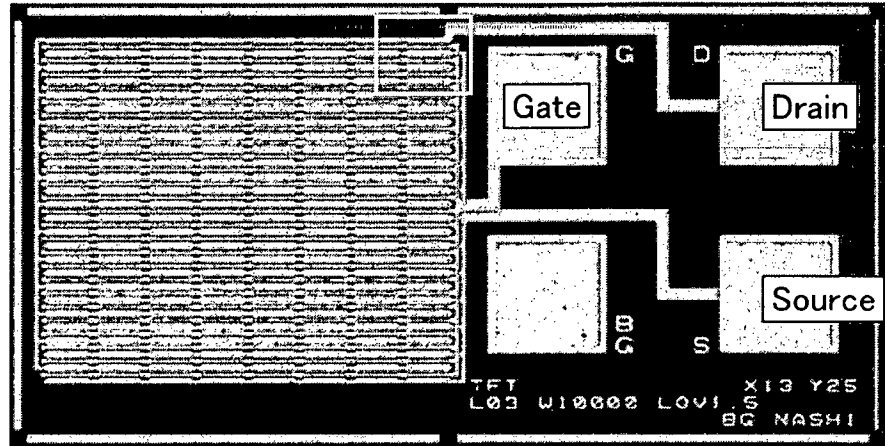 G D
Gate Drain
Source
B
G S
TFT X13 Y25
L03 W10000 LOV1.5
BG NASHI